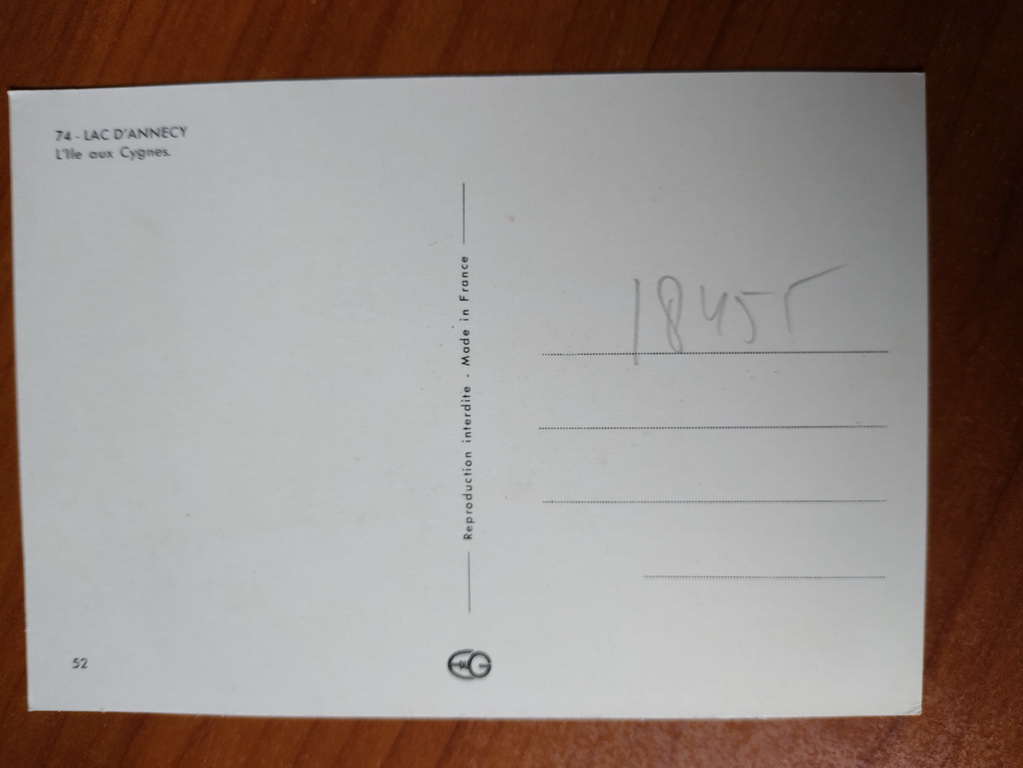 74 - LAC D'ANNECY
L'Ile aux Cygnes.
Reproduction interdite - Made in France
18455
52